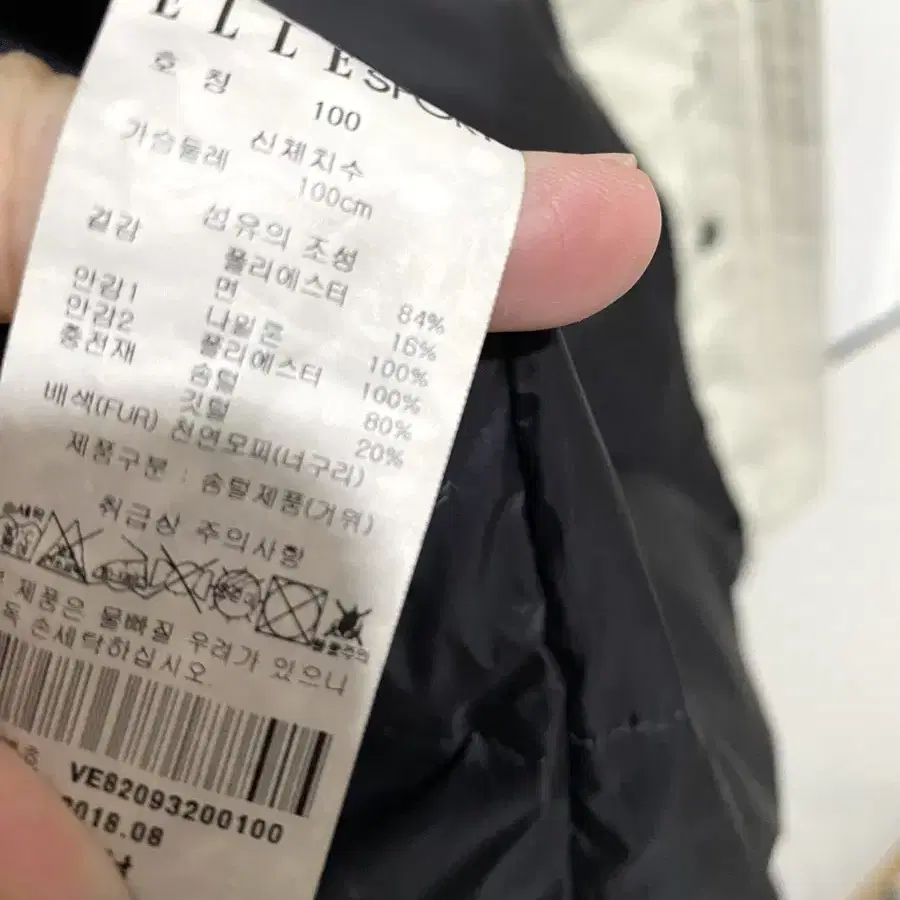 ELLE SPORT
호 칭 100
신체치수
가슴둘레 100cm
섬유의 조성
겉감 폴리에스터 84%
면 16%
안감1 나일론 100%
안감2 폴리에스터 100%
충전재 솜털 80%
깃털 20%
배색(FUR) 천연모피(너구리)
제품구분 : 솜털제품(거위)
취급상 주의사항
제품은 물빠짐 우려가 있으니
독 손세탁하십시오
VE82093200100
2018.08